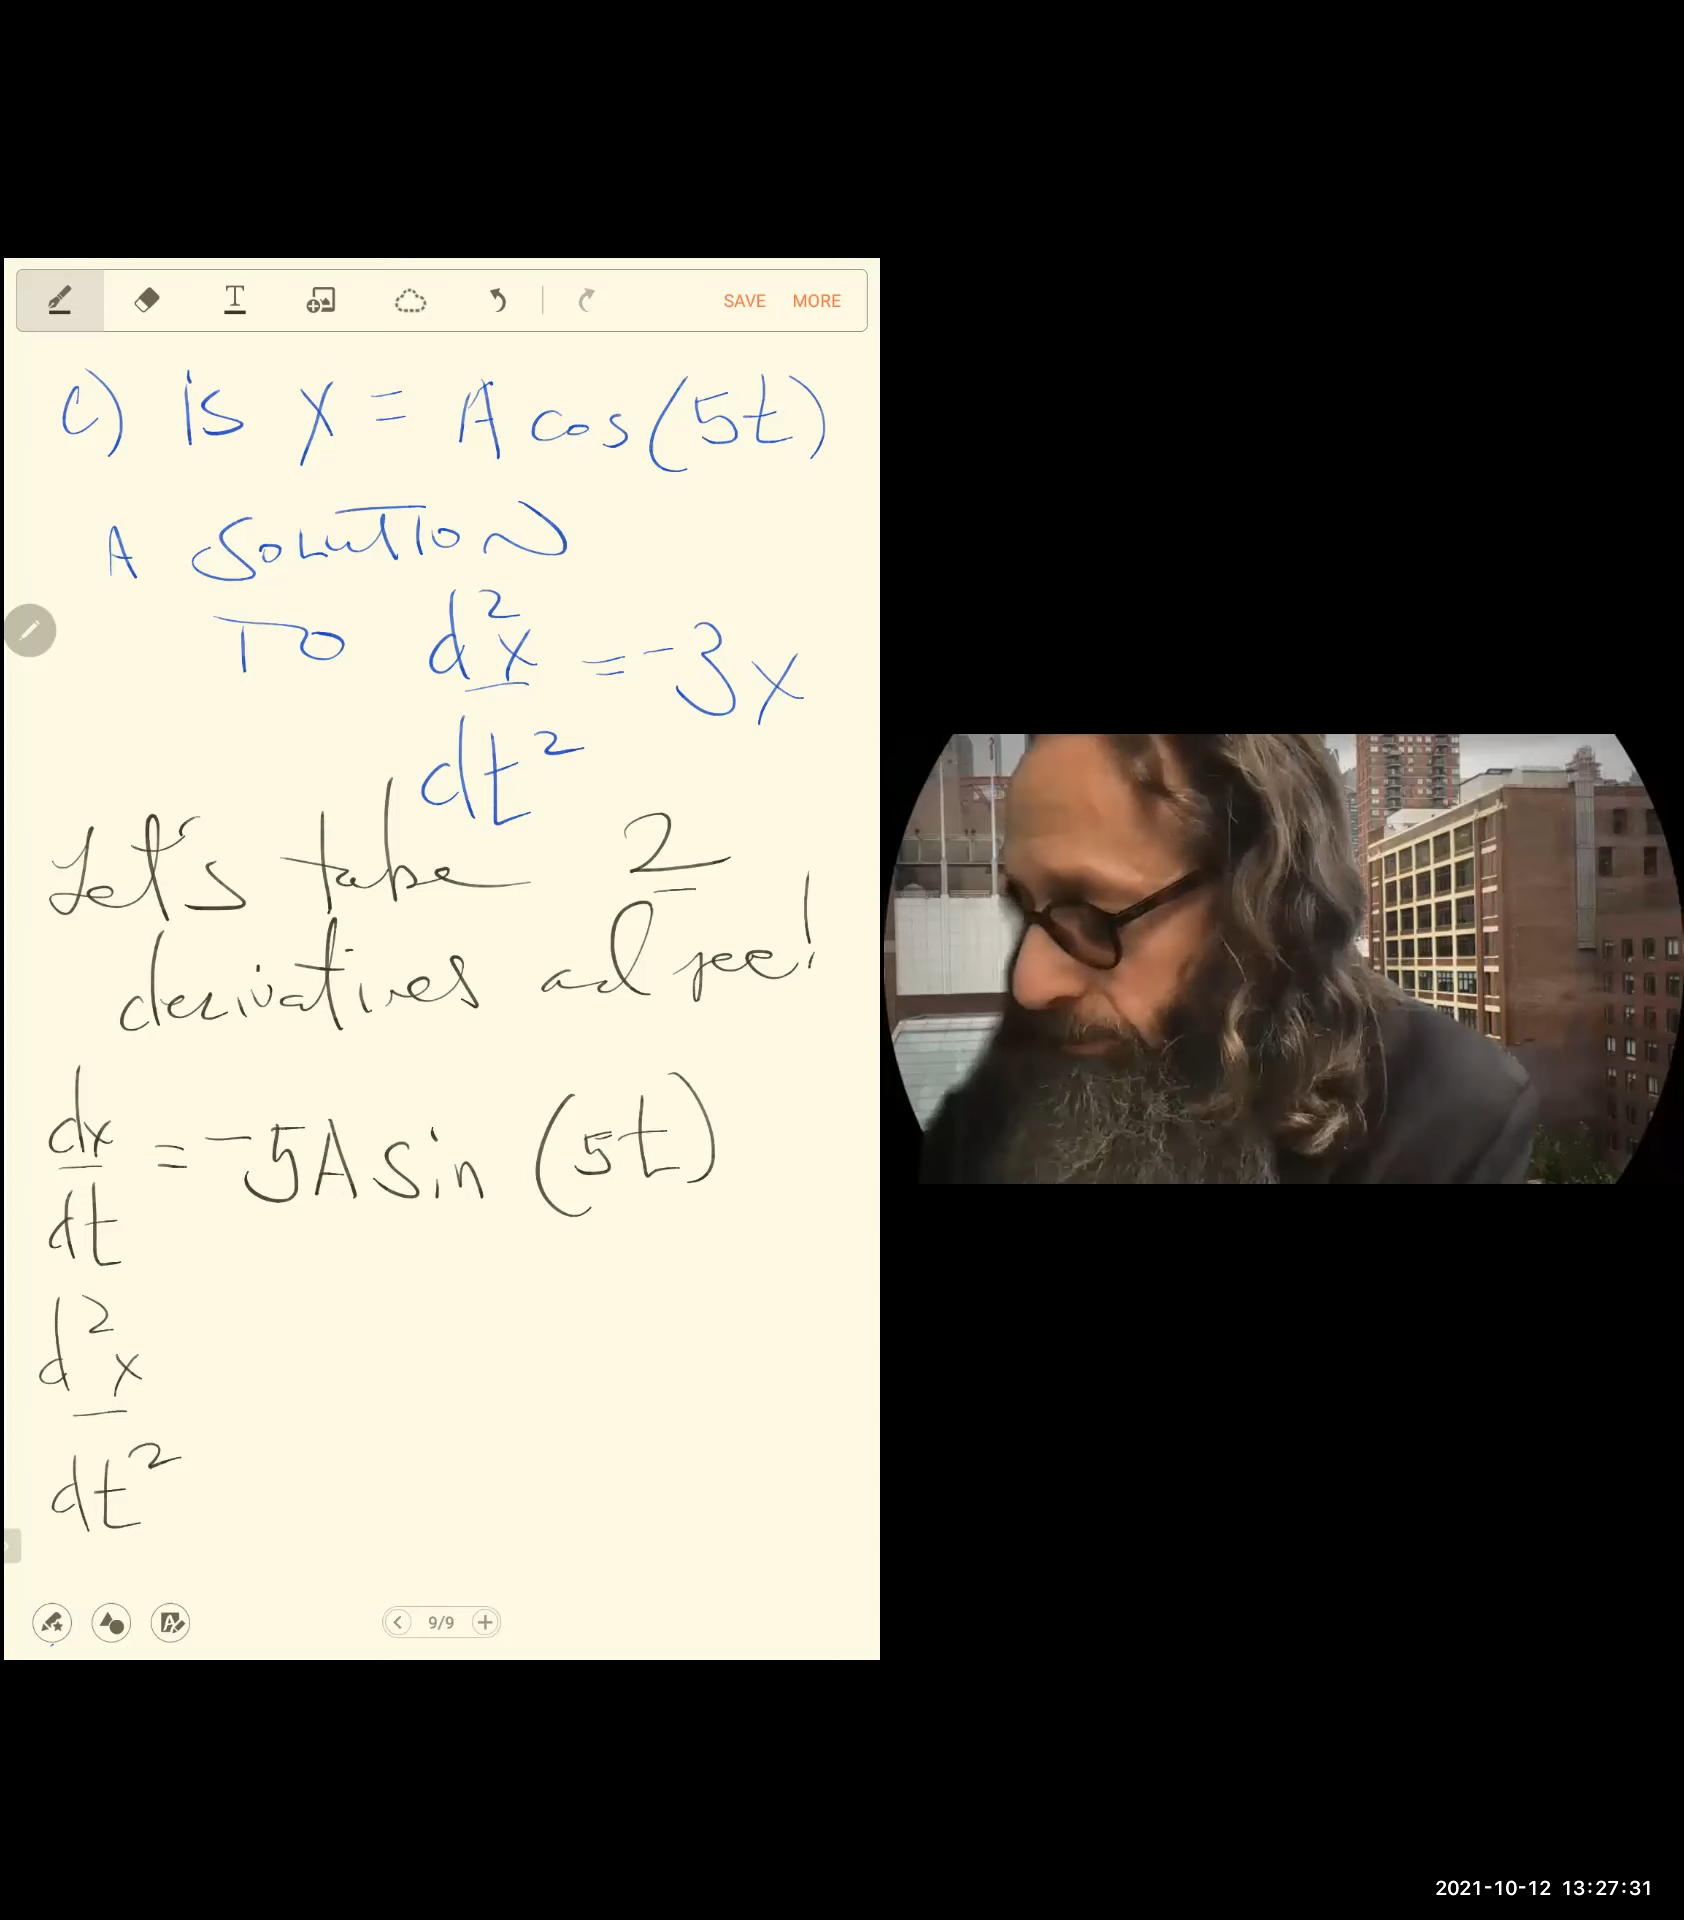 SAVE MORE
c) is x = A cos(5t)
A SOLUTION
TO d²x/dt² = -3x
Let's take 2
derivatives and see!
dx/dt = -5A sin (5t)
d²x/dt²
9/9
2021-10-12 13:27:31